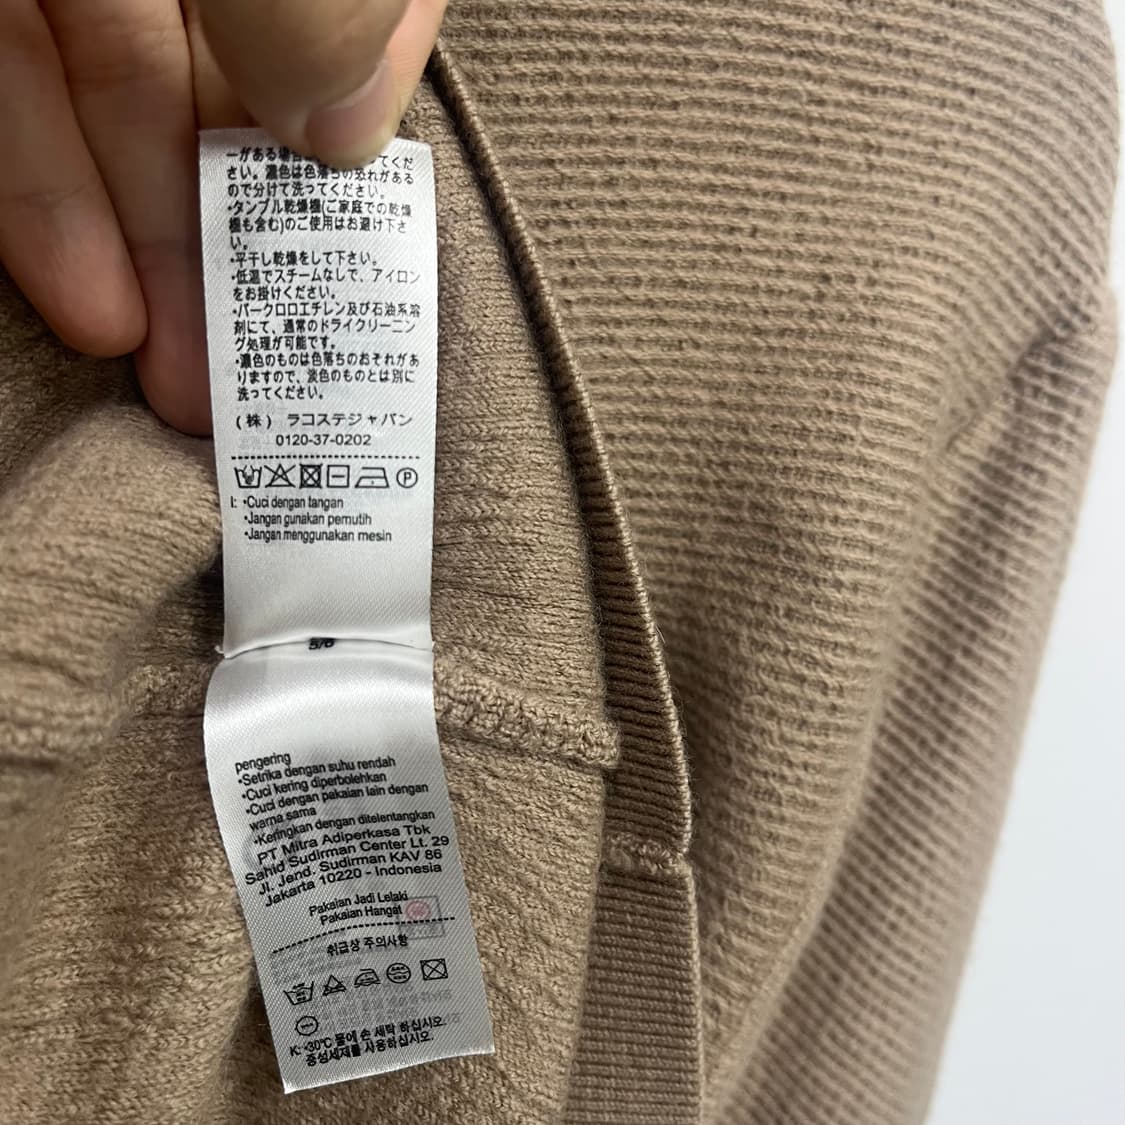 ーがある場合 ってくだ
さい。濃色は色落ちの恐れがある
ので分けて洗ってください。
•タンブル乾燥機(ご家庭での乾燥
機も含む)のご使用はお避け下さ
い。
•平干し乾燥をして下さい。
•低温でスチームなしで、アイロン
をお掛けください。
•パークロロエチレン及び石油系溶
剤にて、通常のドライクリーニン
グ処理が可能です。
•濃色のものは色落ちのおそれがあ
りますので、淡色のものとは別に
洗ってください。
(株) ラコステジャパン
0120-37-0202
P
I: •Cuci dengan tangan
•Jangan gunakan pemutih
•Jangan menggunakan mesin
5/6
pengering
•Setrika dengan suhu rendah
•Cuci kering diperbolehkan
•Cuci dengan pakaian lain dengan
warna sama
•Keringkan dengan ditelentangkan
PT Mitra Adiperkasa Tbk
Sahid Sudirman Center Lt. 29
Jl. Jend. Sudirman KAV 86
Jakarta 10220 - Indonesia
Pakaian Jadi Lelaki
Pakaian Hangat
취급상 주의사항
K: •30℃ 물에 손 세탁 하십시오.
중성세제를 사용하십시오.